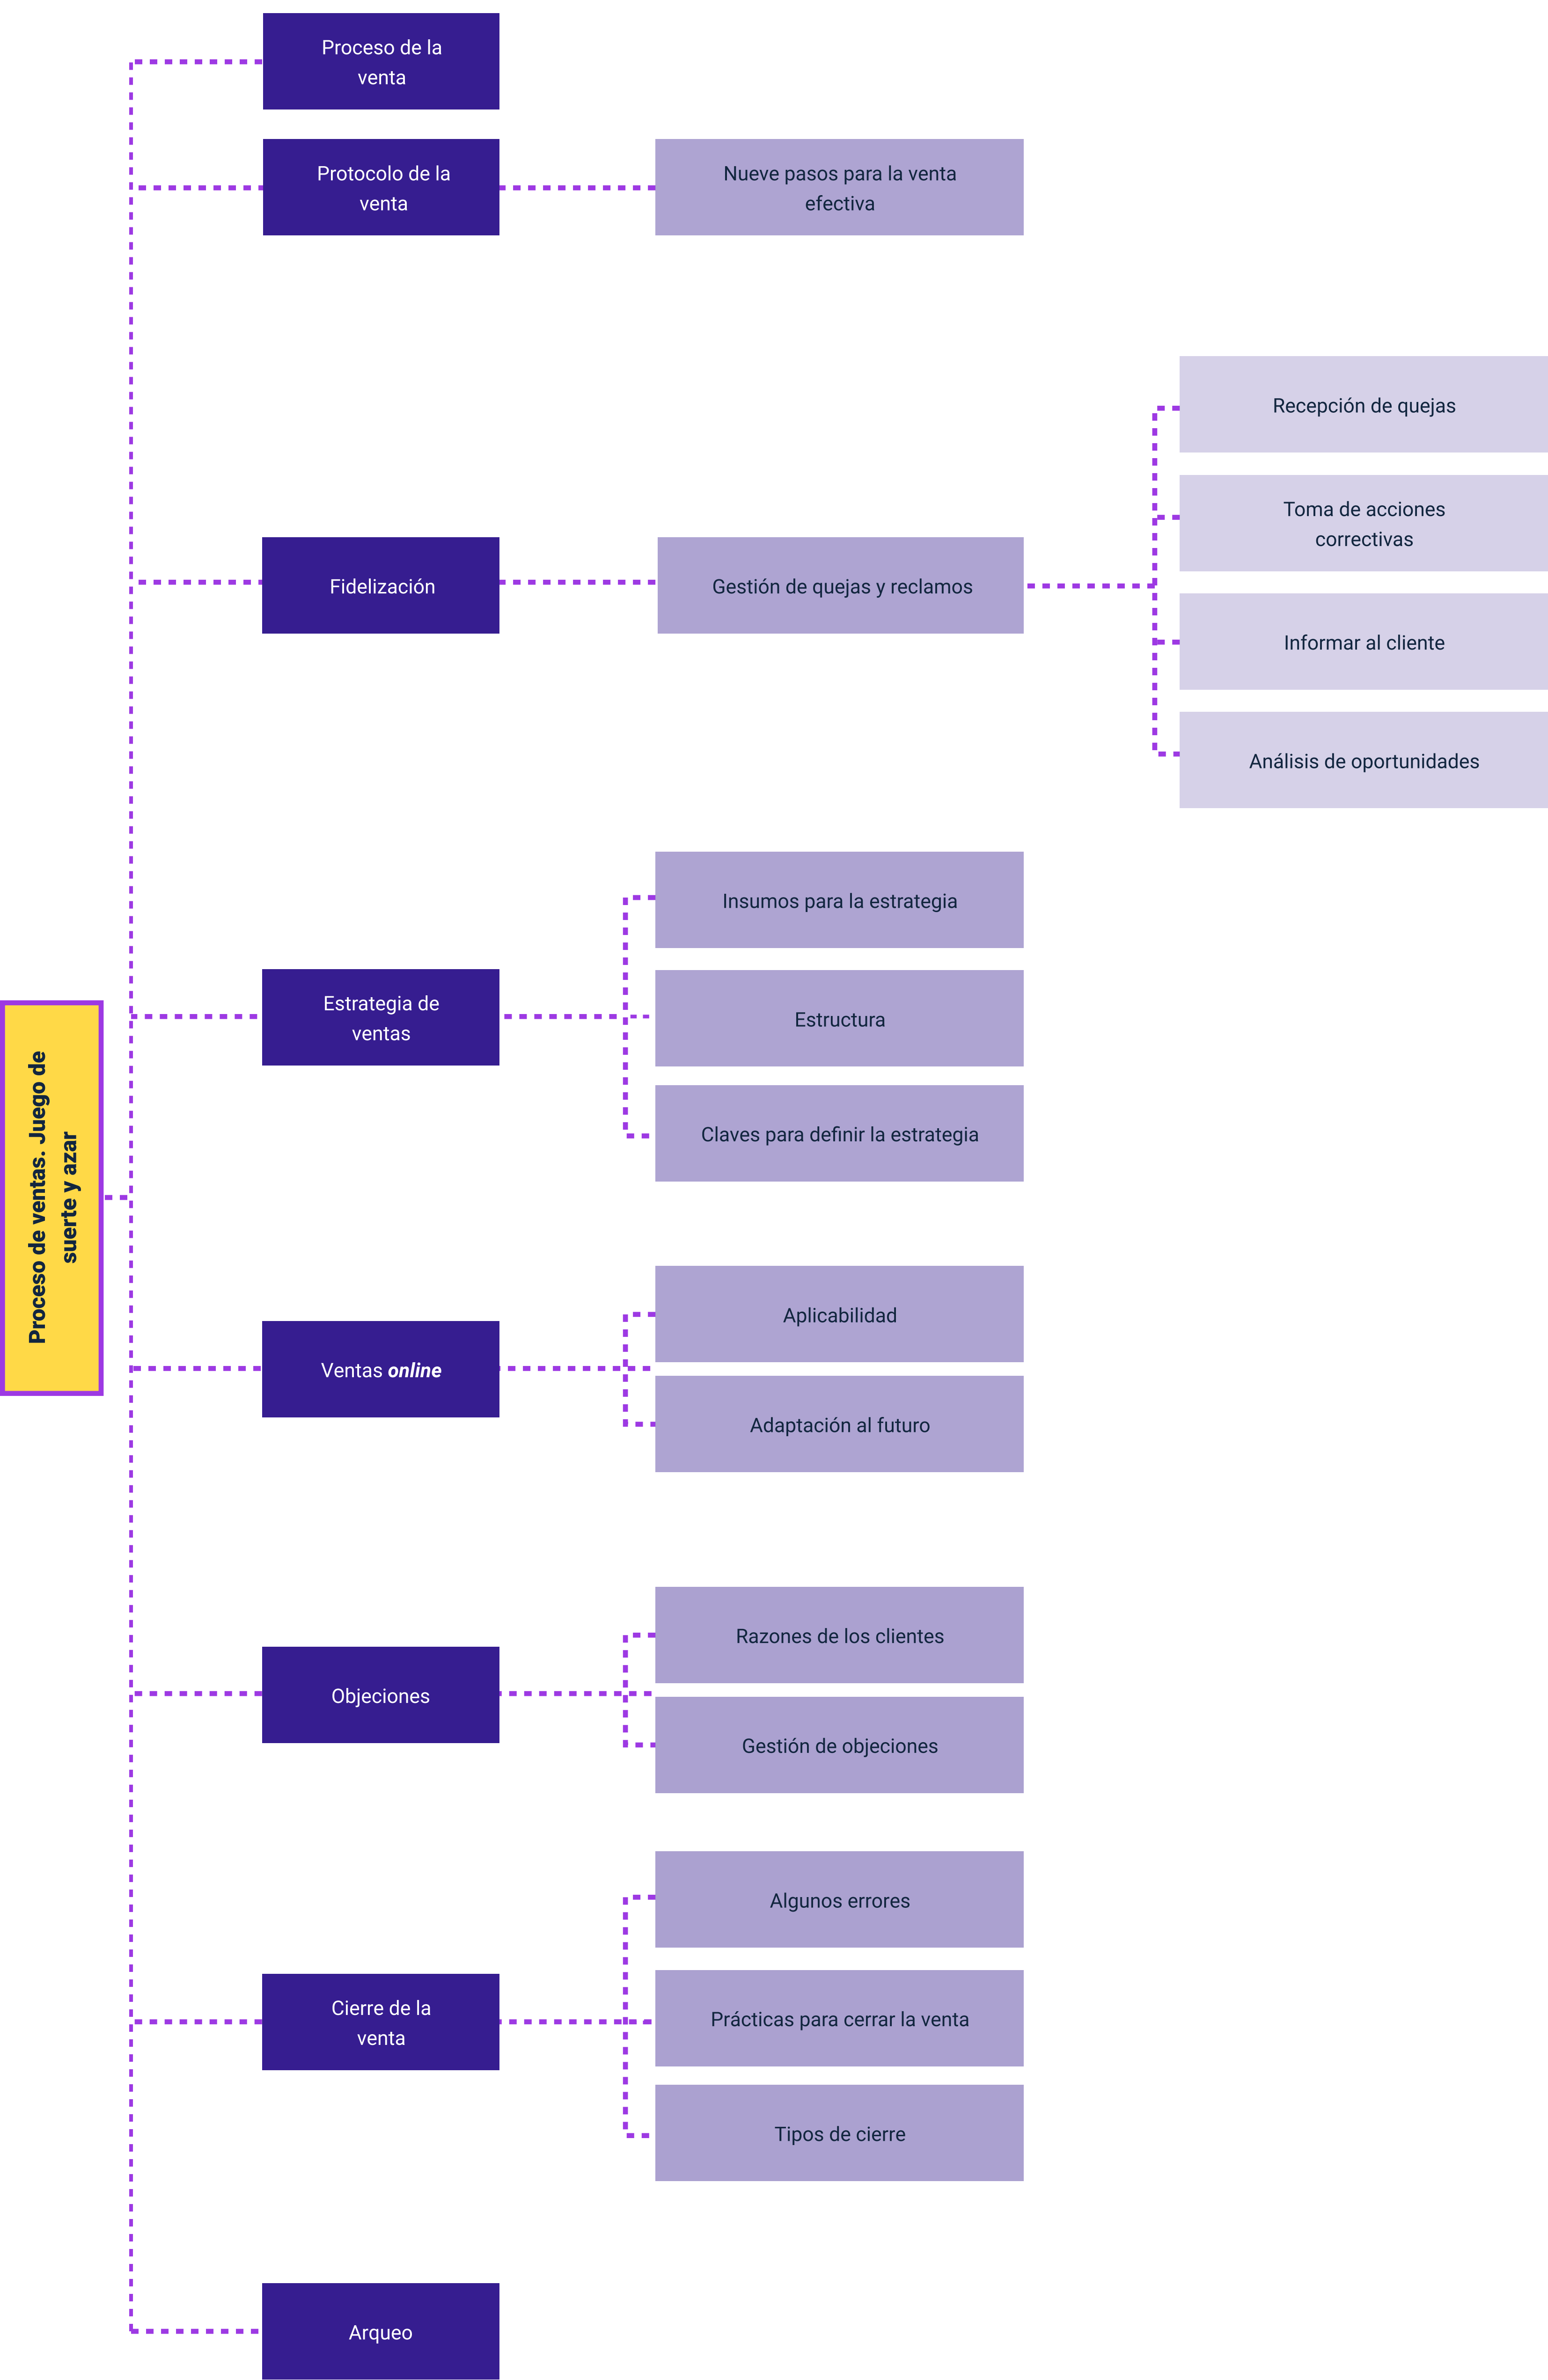 Proceso de la
venta
Protocolo de la
venta
Nueve pasos para la venta
efectiva
Fidelización
Gestión de quejas y reclamos
Recepción de quejas
Toma de acciones
correctivas
Informar al cliente
Análisis de oportunidades
Proceso de ventas. Juego de
suerte y azar
Estrategia de
ventas
Insumos para la estrategia
Estructura
Claves para definir la estrategia
Ventas online
Aplicabilidad
Adaptación al futuro
Objeciones
Razones de los clientes
Gestión de objeciones
Cierre de la
venta
Algunos errores
Prácticas para cerrar la venta
Tipos de cierre
Arqueo